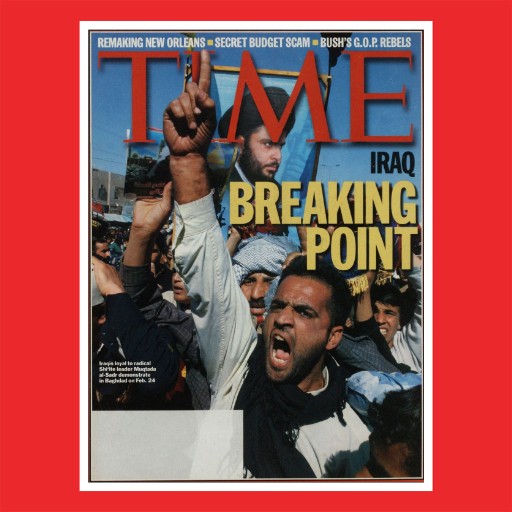 REMAKING NEW ORLEANS ■ SECRET BUDGET SCAM ■ BUSH'S G.O.P. REBELS
TIME
IRAQ
BREAKING
POINT
Iraqis loyal to radical
Shi'ite leader Muqtada
al-Sadr demonstrate
in Baghdad on Feb. 24